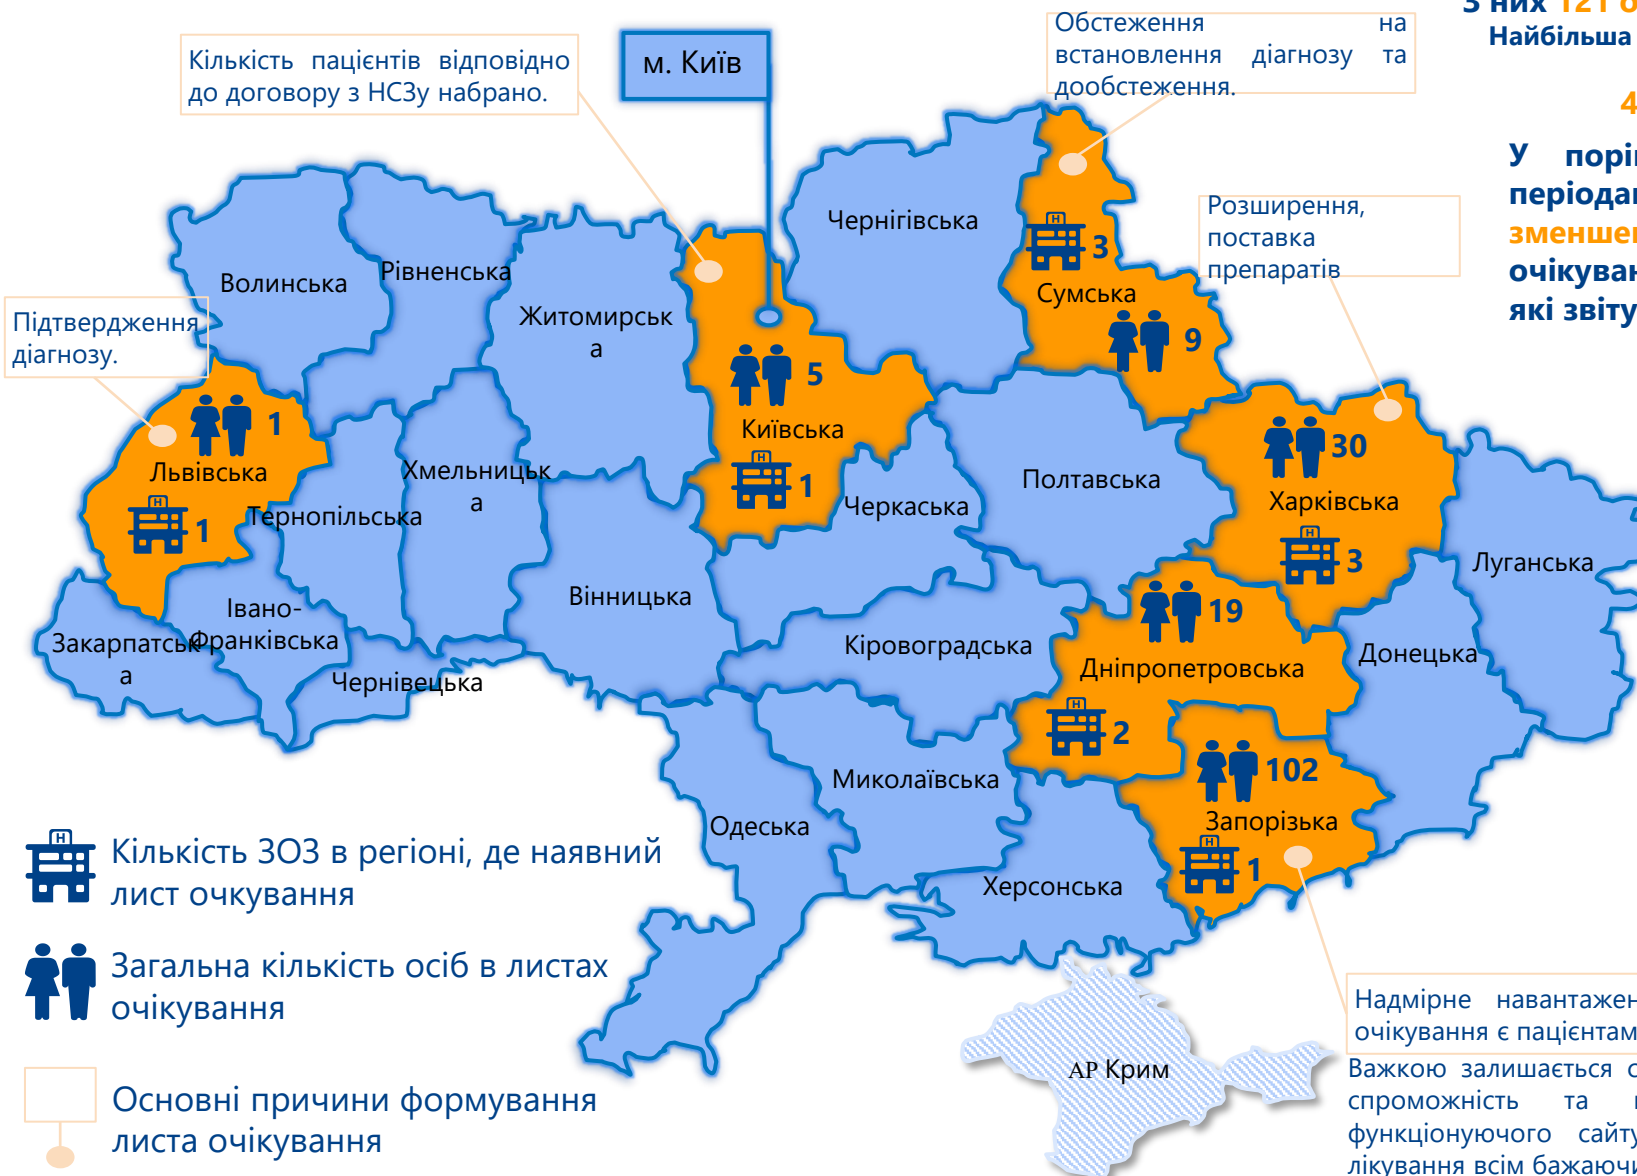 З них 121 о
Найбільша
4
У порі
періода
зменше
очікуван
які звіту
Обстеження на
встановлення діагнозу та
дообстеження.
Кількість пацієнтів відповідно
до договору з НСЗу набрано.
м. Київ
Розширення,
поставка
препаратів
Підтвердження
діагнозу.
Чернігівська
3
Сумська
9
Волинська
Рівненська
Житомирськ
а
5
Київська
1
1
Львівська
1
Тернопільська
Хмельницьк
а
Черкаська
Полтавська
30
Харківська
3
Луганська
Вінницька
Івано-
Франківська
Закарпатськ
а
Чернівецька
Кіровоградська
19
Дніпропетровська
2
Донецька
102
Запорізька
1
Миколаївська
Одеська
Херсонська
АР Крим
Кількість ЗОЗ в регіоні, де наявний
лист очкування
Загальна кількість осіб в листах
очікування
Основні причини формування
листа очікування
Надмірне навантажен
очікування є пацієнтам
Важкою залишається
спроможність та
функціонуючого сайту
лікування всім бажаючи